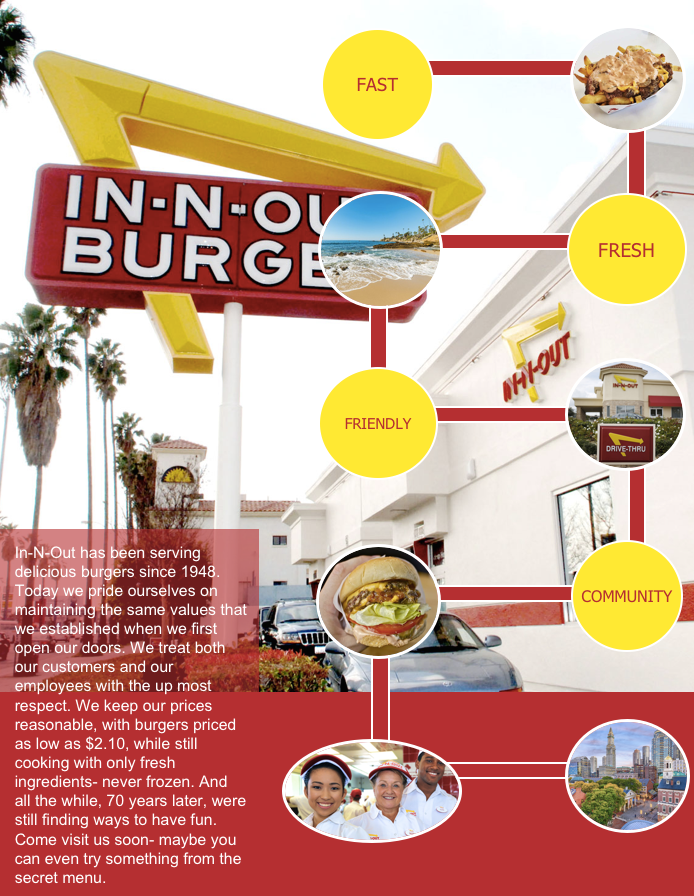 FAST
IN-N-OU
BURGE
FRESH
IN-N-OUT
FRIENDLY
IN-N-OUT
DRIVE-THRU
COMMUNITY
In-N-Out has been serving
delicious burgers since 1948.
Today we pride ourselves on
maintaining the same values that
we established when we first
open our doors. We treat both
our customers and our
employees with the up most
respect. We keep our prices
reasonable, with burgers priced
as low as $2.10, while still
cooking with only fresh
ingredients- never frozen. And
all the while, 70 years later, were
still finding ways to have fun.
Come visit us soon- maybe you
can even try something from the
secret menu.